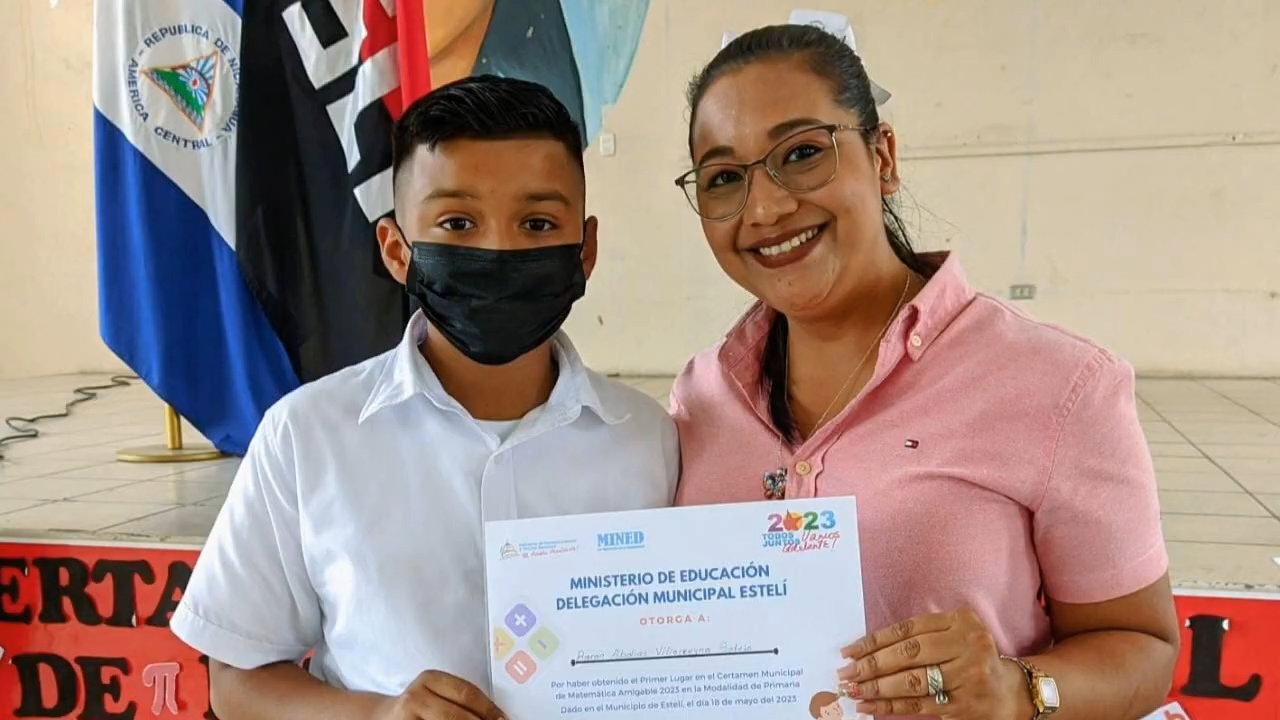 REPUBLICA DE NICARAGUA
AMERICA CENTRAL
MINED
2023
TODOS JUNTOS
Vamos adelante!
MINISTERIO DE EDUCACIÓN
DELEGACIÓN MUNICIPAL ESTELÍ
OTORGA A:
Por haber obtenido el Primer Lugar en el Certamen Municipal
de Matemática Amigable 2023 en la Modalidad de Primaria
Dado en el Municipio de Estelí, el día 18 de mayo del 2023
ERTA
DE π
L